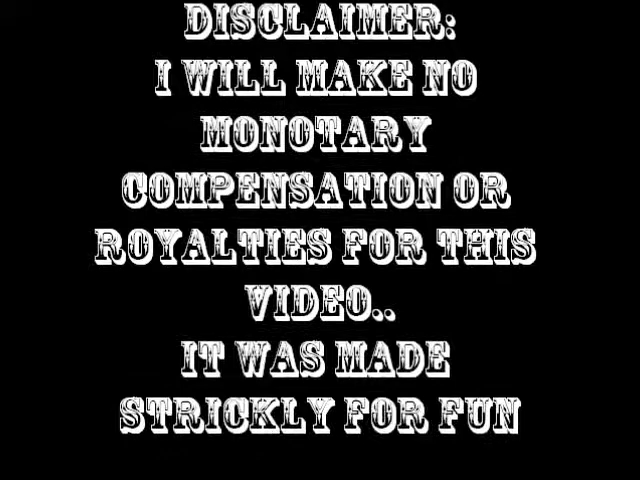 DISCLAIMER:
I WILL MAKE NO
MONOTARY
COMPENSATION OR
ROYALTIES FOR THIS
VIDEO..
IT WAS MADE
STRICKLY FOR FUN